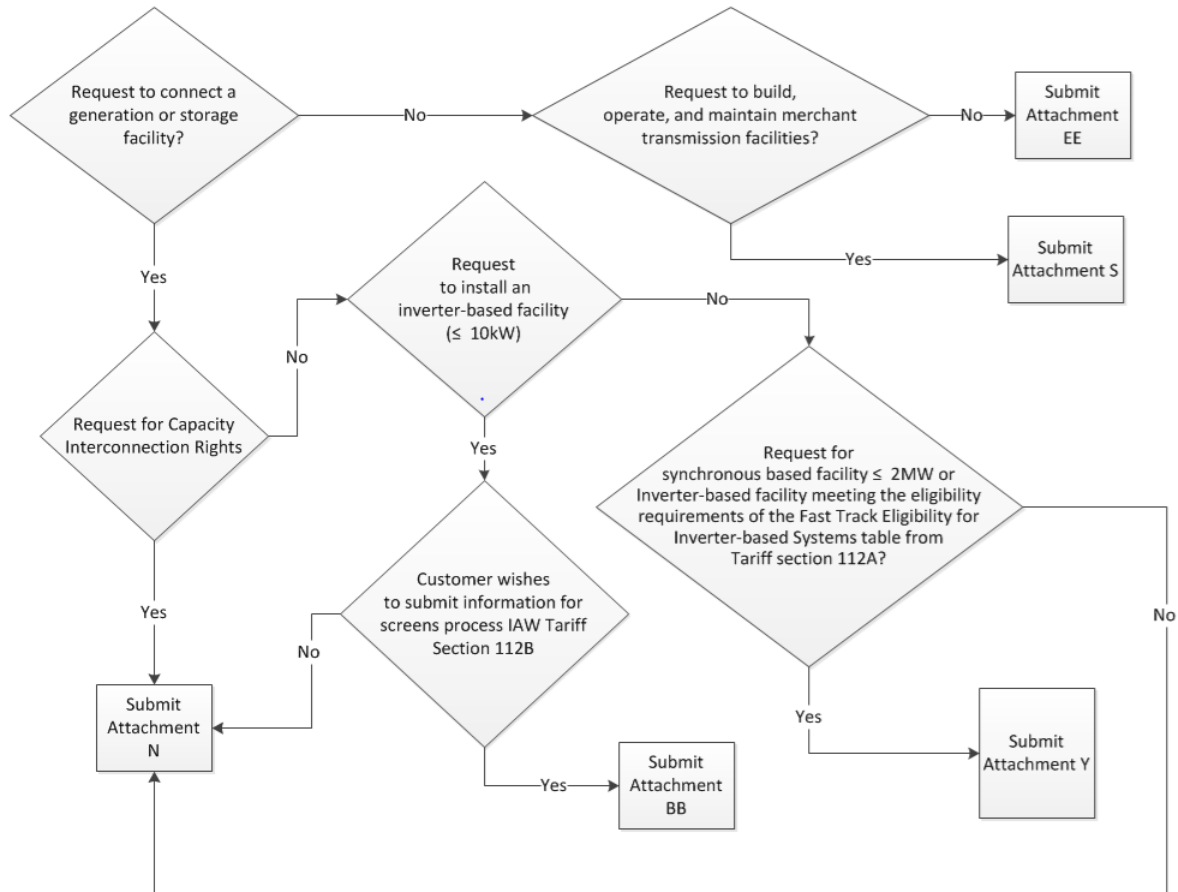 Request to connect a
generation or storage
facility?
No
Request to build,
operate, and maintain merchant
transmission facilities?
No
Submit
Attachment
EE
Yes
Submit
Attachment S
Yes
Request
to install an
inverter-based facility
(≤ 10kW)
No
No
Request for Capacity
Interconnection Rights
Yes
Request for
synchronous based facility ≤ 2MW or
Inverter-based facility meeting the eligibility
requirements of the Fast Track Eligibility for
Inverter-based Systems table from
Tariff section 112A?
Customer wishes
to submit information for
screens process IAW Tariff
Section 112B
Yes
No
No
Submit
Attachment
N
Yes
Submit
Attachment Y
Yes
Submit
Attachment
BB